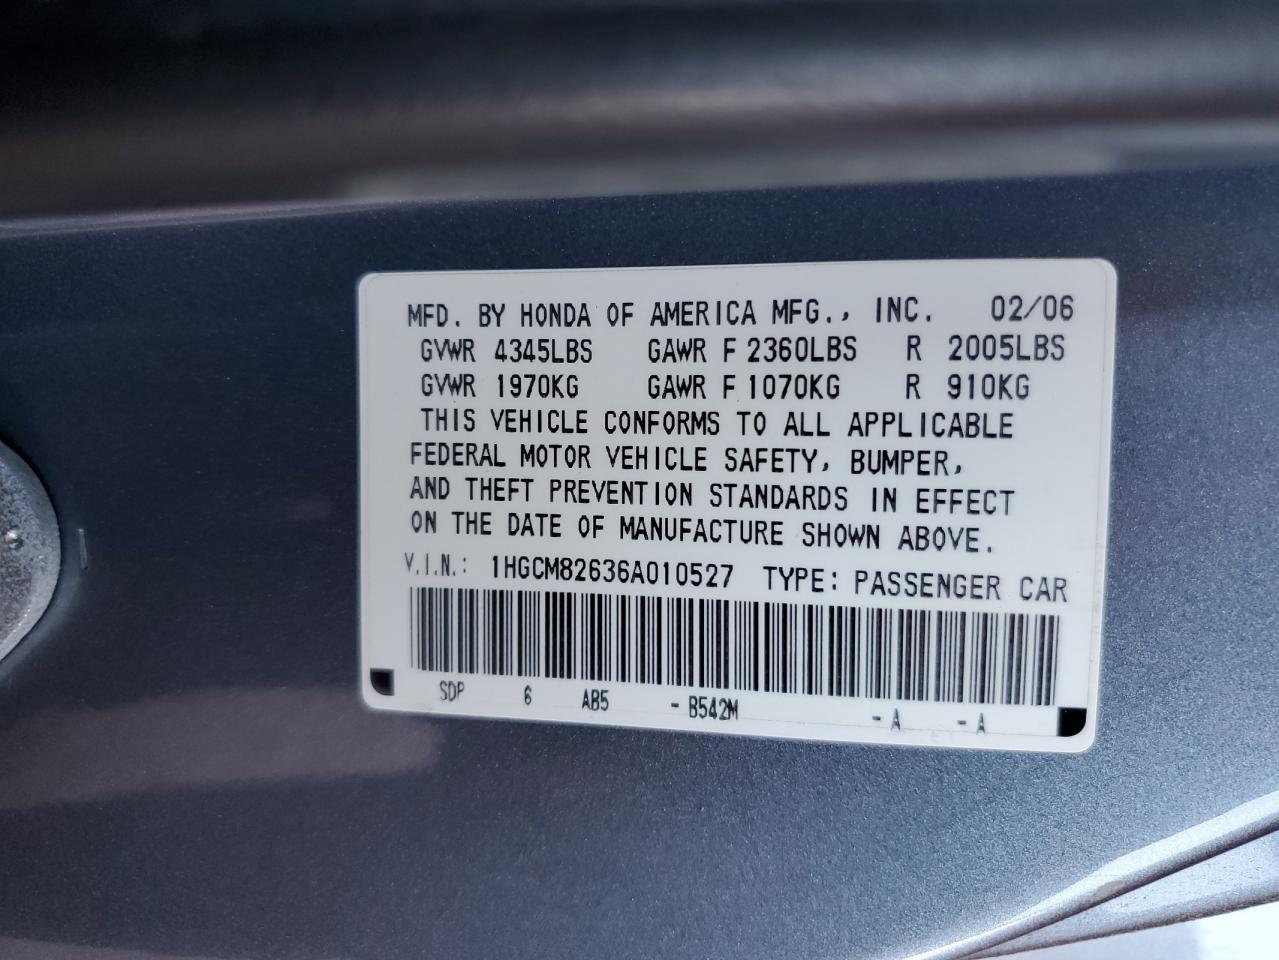 MFD. BY HONDA OF AMERICA MFG., INC. 02/06
GVWR 4345LBS GAWR F 2360LBS R 2005LBS
GVWR 1970KG GAWR F 1070KG R 910KG
THIS VEHICLE CONFORMS TO ALL APPLICABLE
FEDERAL MOTOR VEHICLE SAFETY, BUMPER,
AND THEFT PREVENTION STANDARDS IN EFFECT
ON THE DATE OF MANUFACTURE SHOWN ABOVE.
V.I.N.: 1HGCM82636A010527 TYPE: PASSENGER CAR
SDP 6 AB5 - B542M - A - A